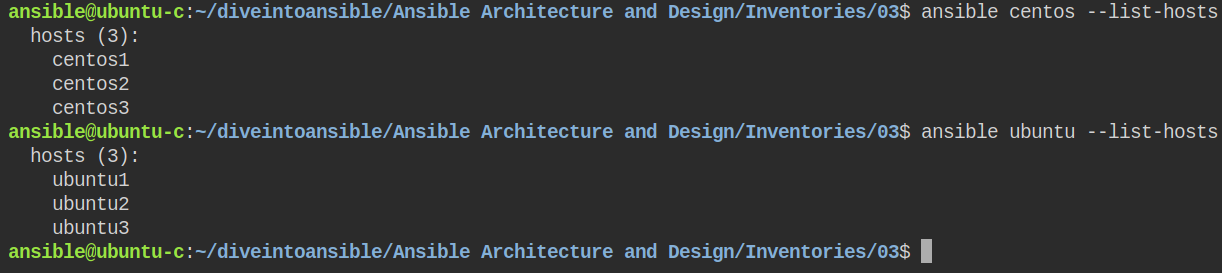 ansible@ubuntu-c:~/diveintoansible/Ansible Architecture and Design/Inventories/03$ ansible centos --list-hosts
  hosts (3):
    centos1
    centos2
    centos3
ansible@ubuntu-c:~/diveintoansible/Ansible Architecture and Design/Inventories/03$ ansible ubuntu --list-hosts
  hosts (3):
    ubuntu1
    ubuntu2
    ubuntu3
ansible@ubuntu-c:~/diveintoansible/Ansible Architecture and Design/Inventories/03$